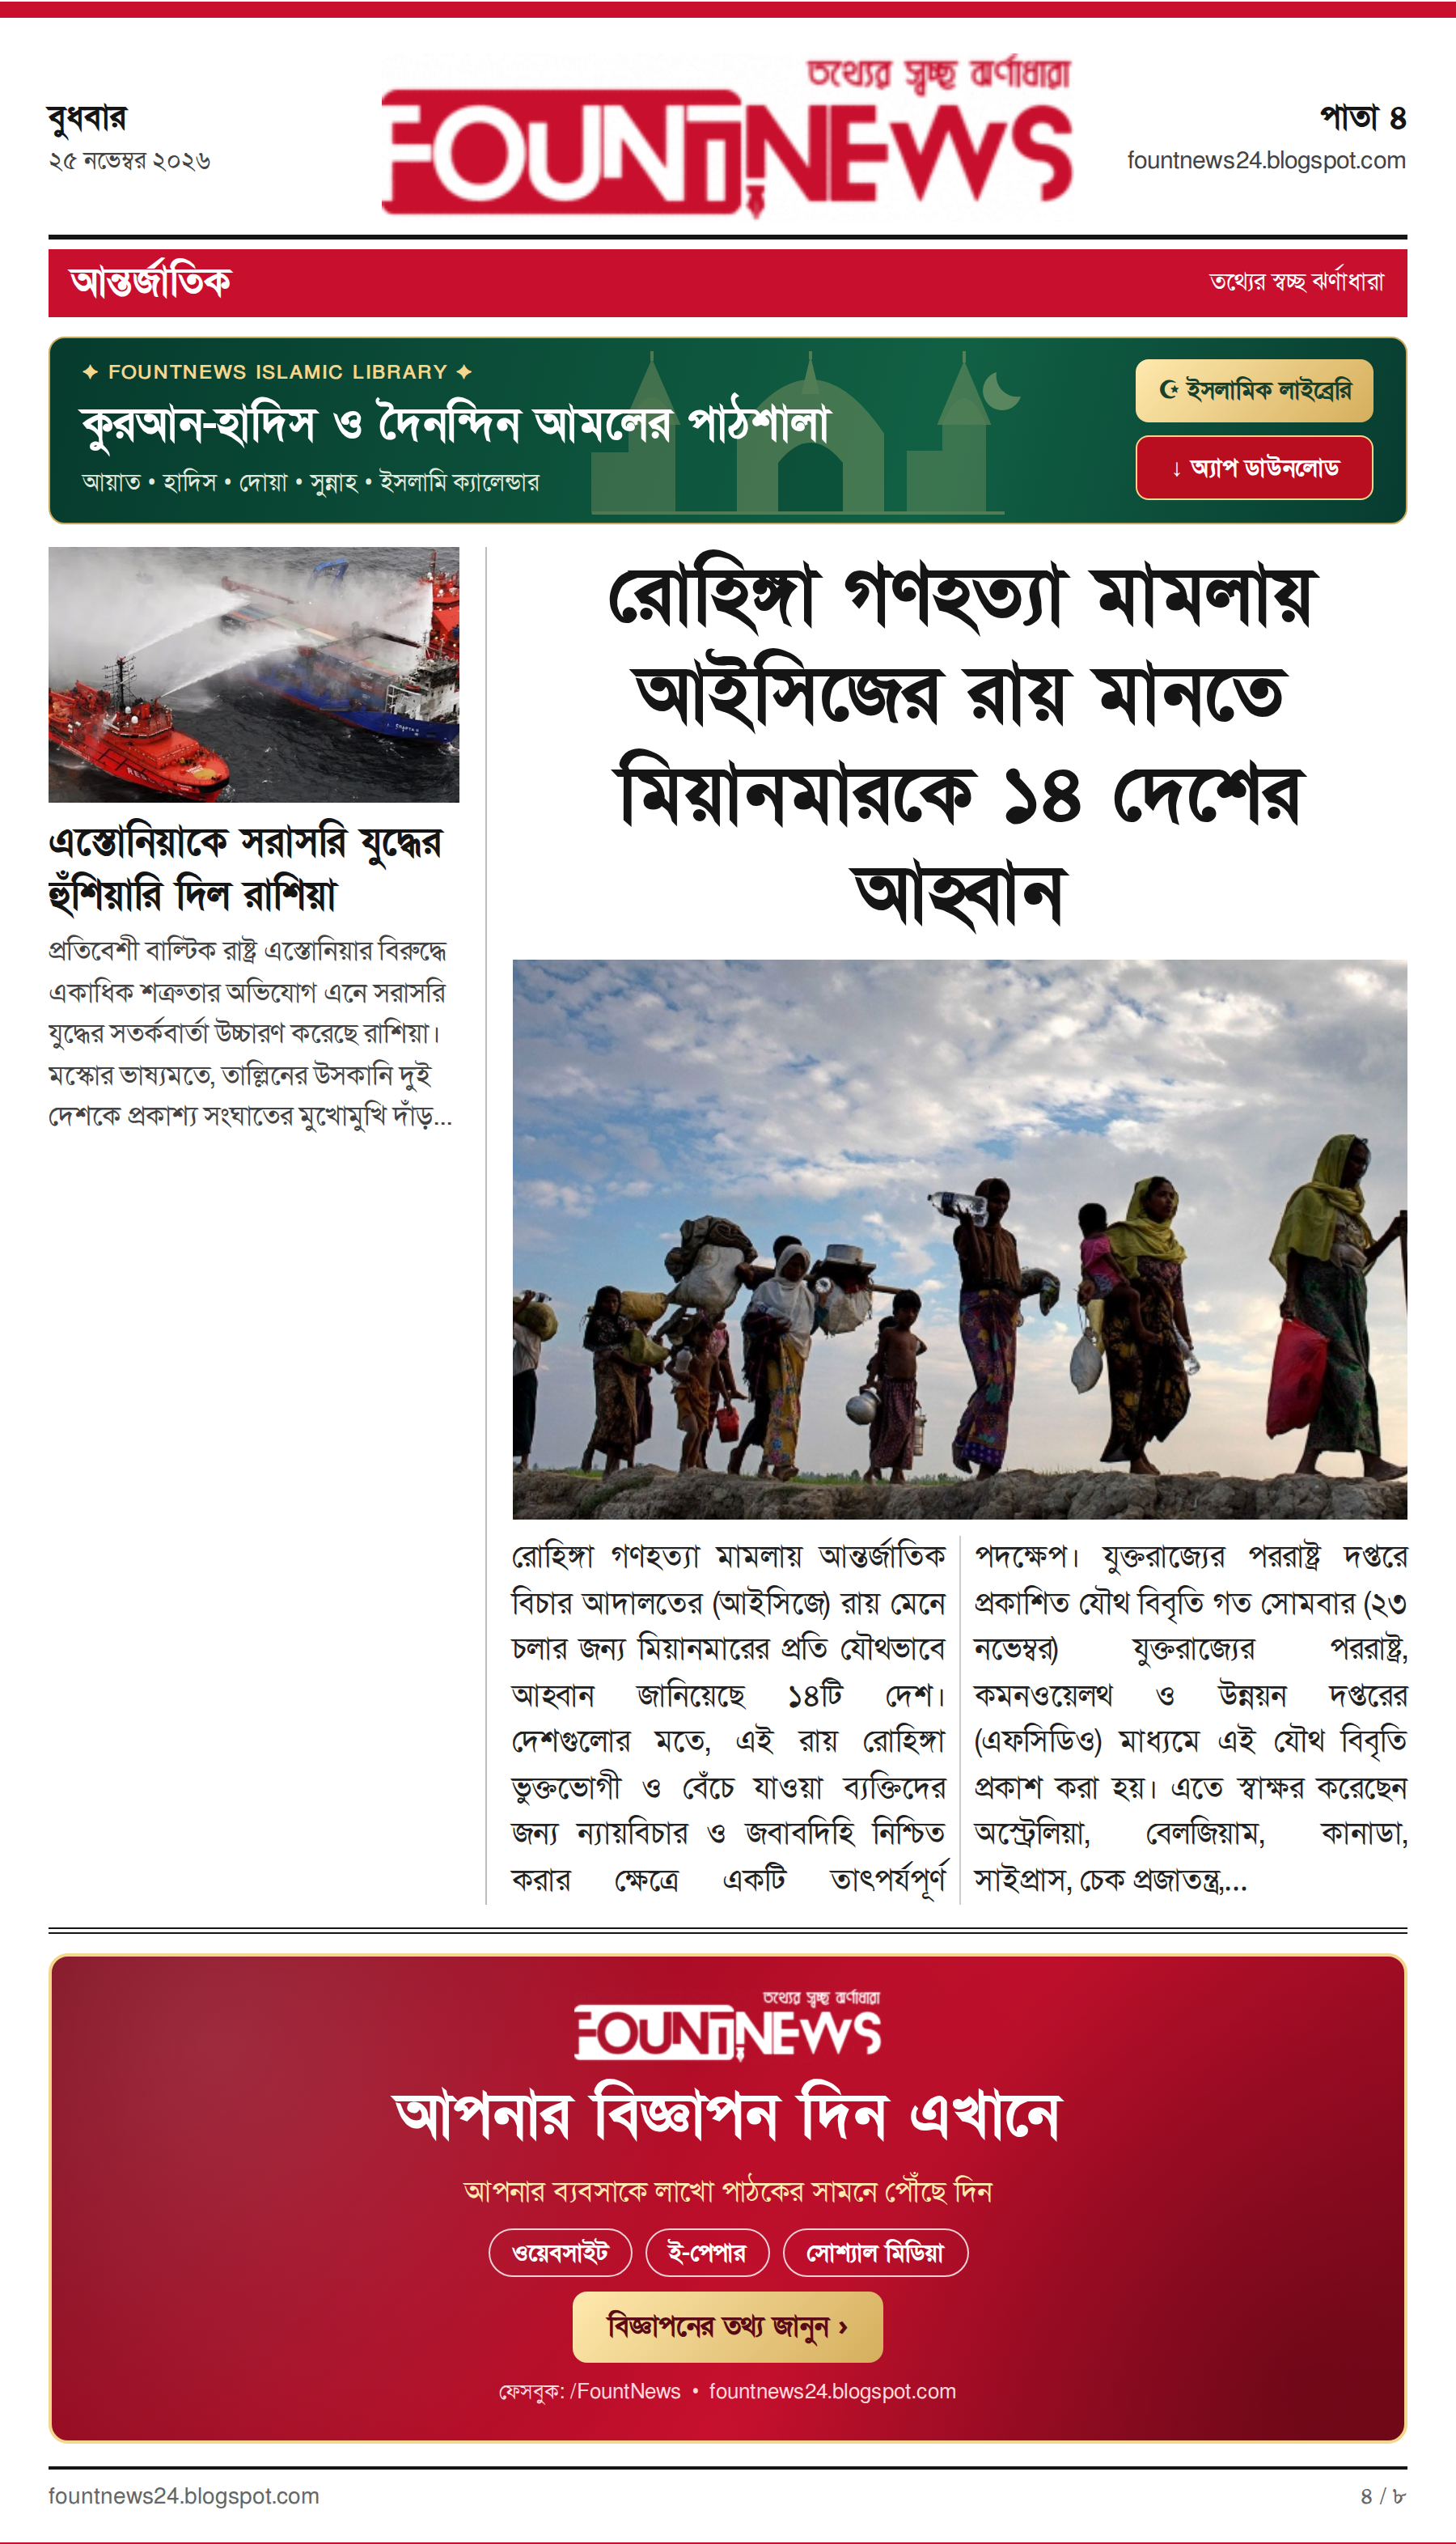 বুধবার
২৫ নভেম্বর ২০২৬
তথ্যের স্বচ্ছ ঝর্ণাধারা
FOUNTNEWS
পাতা ৪
fountnews24.blogspot.com
আন্তর্জাতিক
তথ্যের স্বচ্ছ ঝর্ণাধারা
✦ FOUNTNEWS ISLAMIC LIBRARY ✦
কুরআন-হাদিস ও দৈনন্দিন আমলের পাঠশালা
আয়াত • হাদিস • দোয়া • সুন্নাহ • ইসলামি ক্যালেন্ডার
☪ ইসলামিক লাইব্রেরি
↓ অ্যাপ ডাউনলোড
এস্তোনিয়াকে সরাসরি যুদ্ধের
হুঁশিয়ারি দিল রাশিয়া
প্রতিবেশী বাল্টিক রাষ্ট্র এস্তোনিয়ার বিরুদ্ধে
একাধিক শত্রুতার অভিযোগ এনে সরাসরি
যুদ্ধের সতর্কবার্তা উচ্চারণ করেছে রাশিয়া।
মস্কোর ভাষ্যমতে, তাল্লিনের উসকানি দুই
দেশকে প্রকাশ্য সংঘাতের মুখোমুখি দাঁড়...
রোহিঙ্গা গণহত্যা মামলায়
আইসিজের রায় মানতে
মিয়ানমারকে ১৪ দেশের
আহ্বান
রোহিঙ্গা গণহত্যা মামলায় আন্তর্জাতিক
বিচার আদালতের (আইসিজে) রায় মেনে
চলার জন্য মিয়ানমারের প্রতি যৌথভাবে
আহ্বান জানিয়েছে ১৪টি দেশ।
দেশগুলোর মতে, এই রায় রোহিঙ্গা
ভুক্তভোগী ও বেঁচে যাওয়া ব্যক্তিদের
জন্য ন্যায়বিচার ও জবাবদিহি নিশ্চিত
করার ক্ষেত্রে একটি তাৎপর্যপূর্ণ
পদক্ষেপ। যুক্তরাজ্যের পররাষ্ট্র দপ্তরে
প্রকাশিত যৌথ বিবৃতি গত সোমবার (২৩
নভেম্বর) যুক্তরাজ্যের পররাষ্ট্র,
কমনওয়েলথ ও উন্নয়ন দপ্তরের
(এফসিডিও) মাধ্যমে এই যৌথ বিবৃতি
প্রকাশ করা হয়। এতে স্বাক্ষর করেছেন
অস্ট্রেলিয়া, বেলজিয়াম, কানাডা,
সাইপ্রাস, চেক প্রজাতন্ত্র,...
তথ্যের স্বচ্ছ ঝর্ণাধারা
FOUNTNEWS
আপনার বিজ্ঞাপন দিন এখানে
আপনার ব্যবসাকে লাখো পাঠকের সামনে পৌঁছে দিন
ওয়েবসাইট
ই-পেপার
সোশ্যাল মিডিয়া
বিজ্ঞাপনের তথ্য জানুন ›
ফেসবুক: /FountNews • fountnews24.blogspot.com
fountnews24.blogspot.com
৪ / ৮